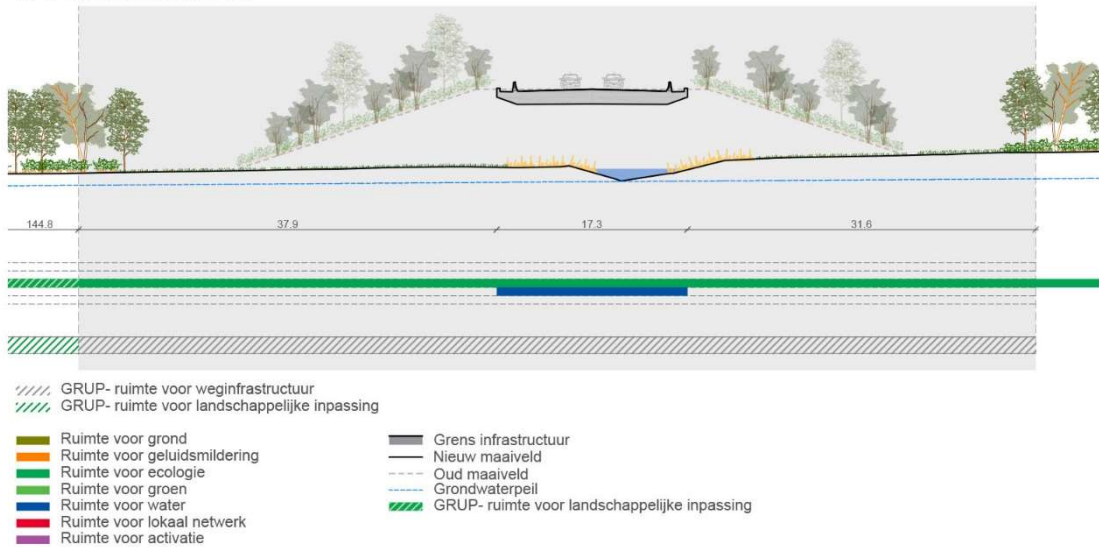 144.8 37.9 17.3 31.6
GRUP- ruimte voor weginfrastructuur
GRUP- ruimte voor landschappelijke inpassing
Ruimte voor grond
Ruimte voor geluidsmildering
Ruimte voor ecologie
Ruimte voor groen
Ruimte voor water
Ruimte voor lokaal netwerk
Ruimte voor activatie
Grens infrastructuur
Nieuw maaiveld
Oud maaiveld
Grondwaterpeil
GRUP- ruimte voor landschappelijke inpassing